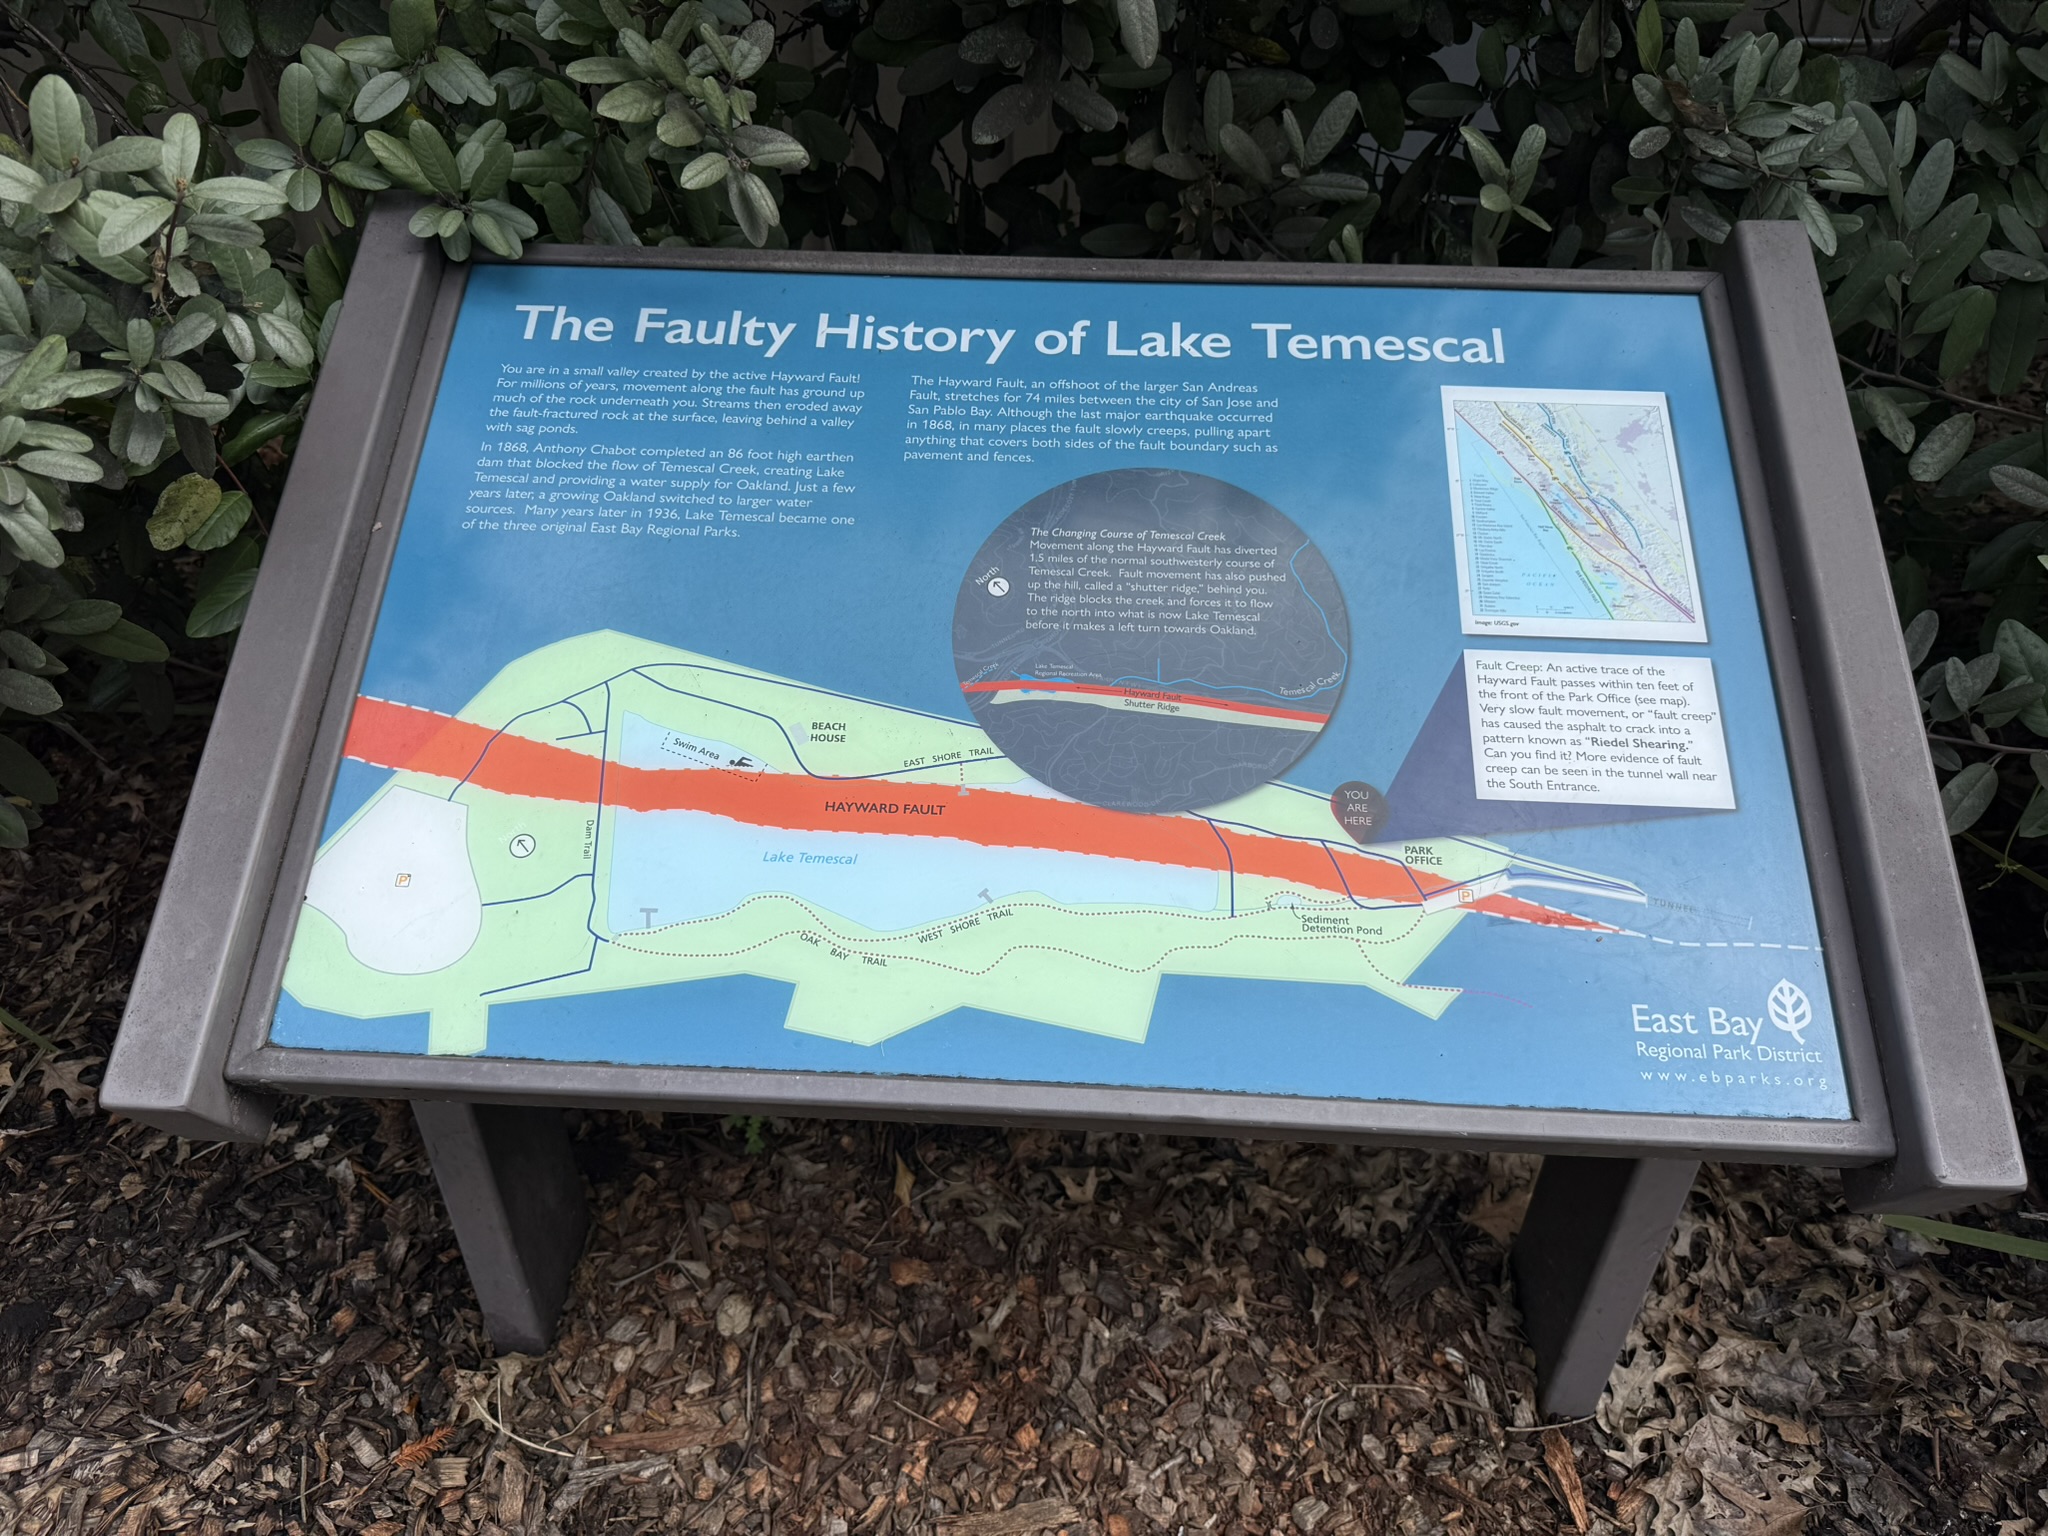 The Faulty History of Lake Temescal
You are in a small valley created by the active Hayward Fault!
For millions of years, movement along the fault has ground up
much of the rock underneath you. Streams then eroded away
the fault-fractured rock at the surface, leaving behind a valley
with sag ponds.
In 1868, Anthony Chabot completed an 86 foot high earthen
dam that blocked the flow of Temescal Creek, creating Lake
Temescal and providing a water supply for Oakland. Just a few
years later, a growing Oakland switched to larger water
sources. Many years later in 1936, Lake Temescal became one
of the three original East Bay Regional Parks.
The Hayward Fault, an offshoot of the larger San Andreas
Fault, stretches for 74 miles between the city of San Jose and
San Pablo Bay. Although the last major earthquake occurred
in 1868, in many places the fault slowly creeps, pulling apart
anything that covers both sides of the fault boundary such as
pavement and fences.
The Changing Course of Temescal Creek
Movement along the Hayward Fault has diverted
1.5 miles of the normal southwesterly course of
Temescal Creek. Fault movement has also pushed
up the hill, called a "shutter ridge," behind you.
The ridge blocks the creek and forces it to flow
to the north into what is now Lake Temescal
before it makes a left turn towards Oakland.
North
Temescal Creek
Lake Temescal
Regional Recreation Area
Hayward Fault
Shutter Ridge
Temescal Creek
PACIFIC
OCEAN
Image: USGS.gov
Fault Creep: An active trace of the
Hayward Fault passes within ten feet of
the front of the Park Office (see map).
Very slow fault movement, or "fault creep"
has caused the asphalt to crack into a
pattern known as "Riedel Shearing."
Can you find it? More evidence of fault
creep can be seen in the tunnel wall near
the South Entrance.
BEACH
HOUSE
Swim Area
EAST SHORE TRAIL
HAYWARD FAULT
YOU
ARE
HERE
PARK
OFFICE
Dam Trail
Lake Temescal
P
P
TUNNEL
WEST SHORE TRAIL
Sediment
Detention Pond
OAK BAY TRAIL
East Bay
Regional Park District
www.ebparks.org